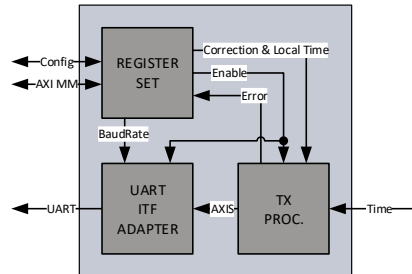 Correction & Local Time
Config
REGISTER
SET
Enable
AXI MM
Error
BaudRate
UART
ITF
ADAPTER
TX
PROC.
UART
AXIS
Time